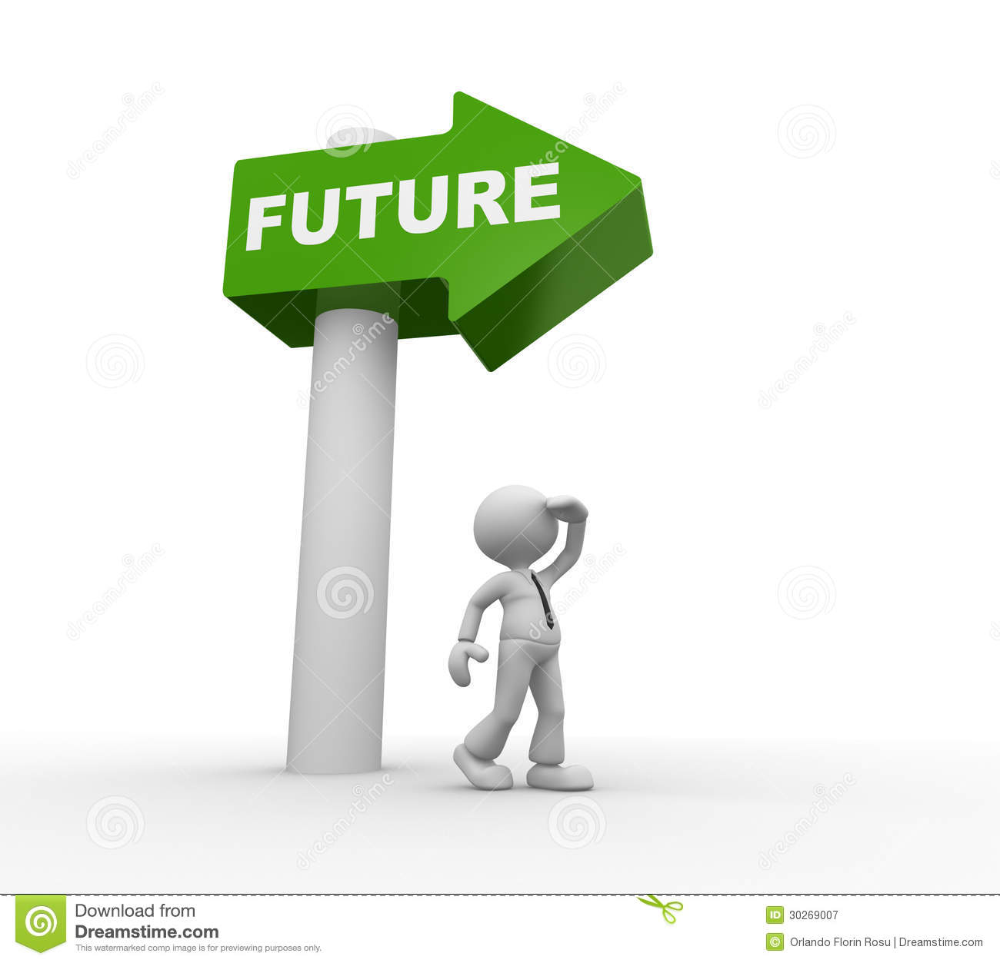 FUTURE
dreamstime
Download from
Dreamstime.com
This watermarked comp image is for previewing purposes only.
ID 30269007
© Orlando Florin Rosu | Dreamstime.com